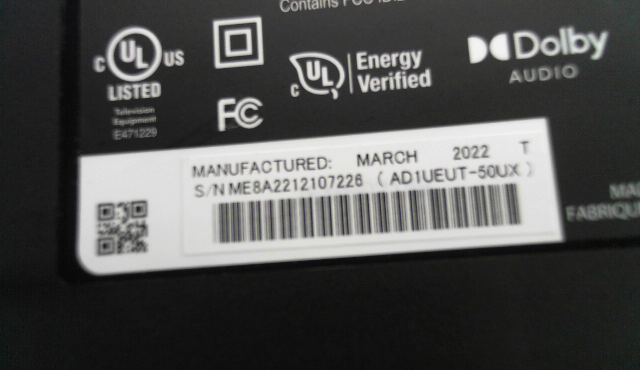 Contains FCC ID:
C UL US
LISTED
Television
Equipment
E471229
FC
C UL Energy
Verified
Dolby
AUDIO
MANUFACTURED: MARCH 2022 T
S/N ME8A2212107226 ( AD1UEUT-50UX )
FABRIQU